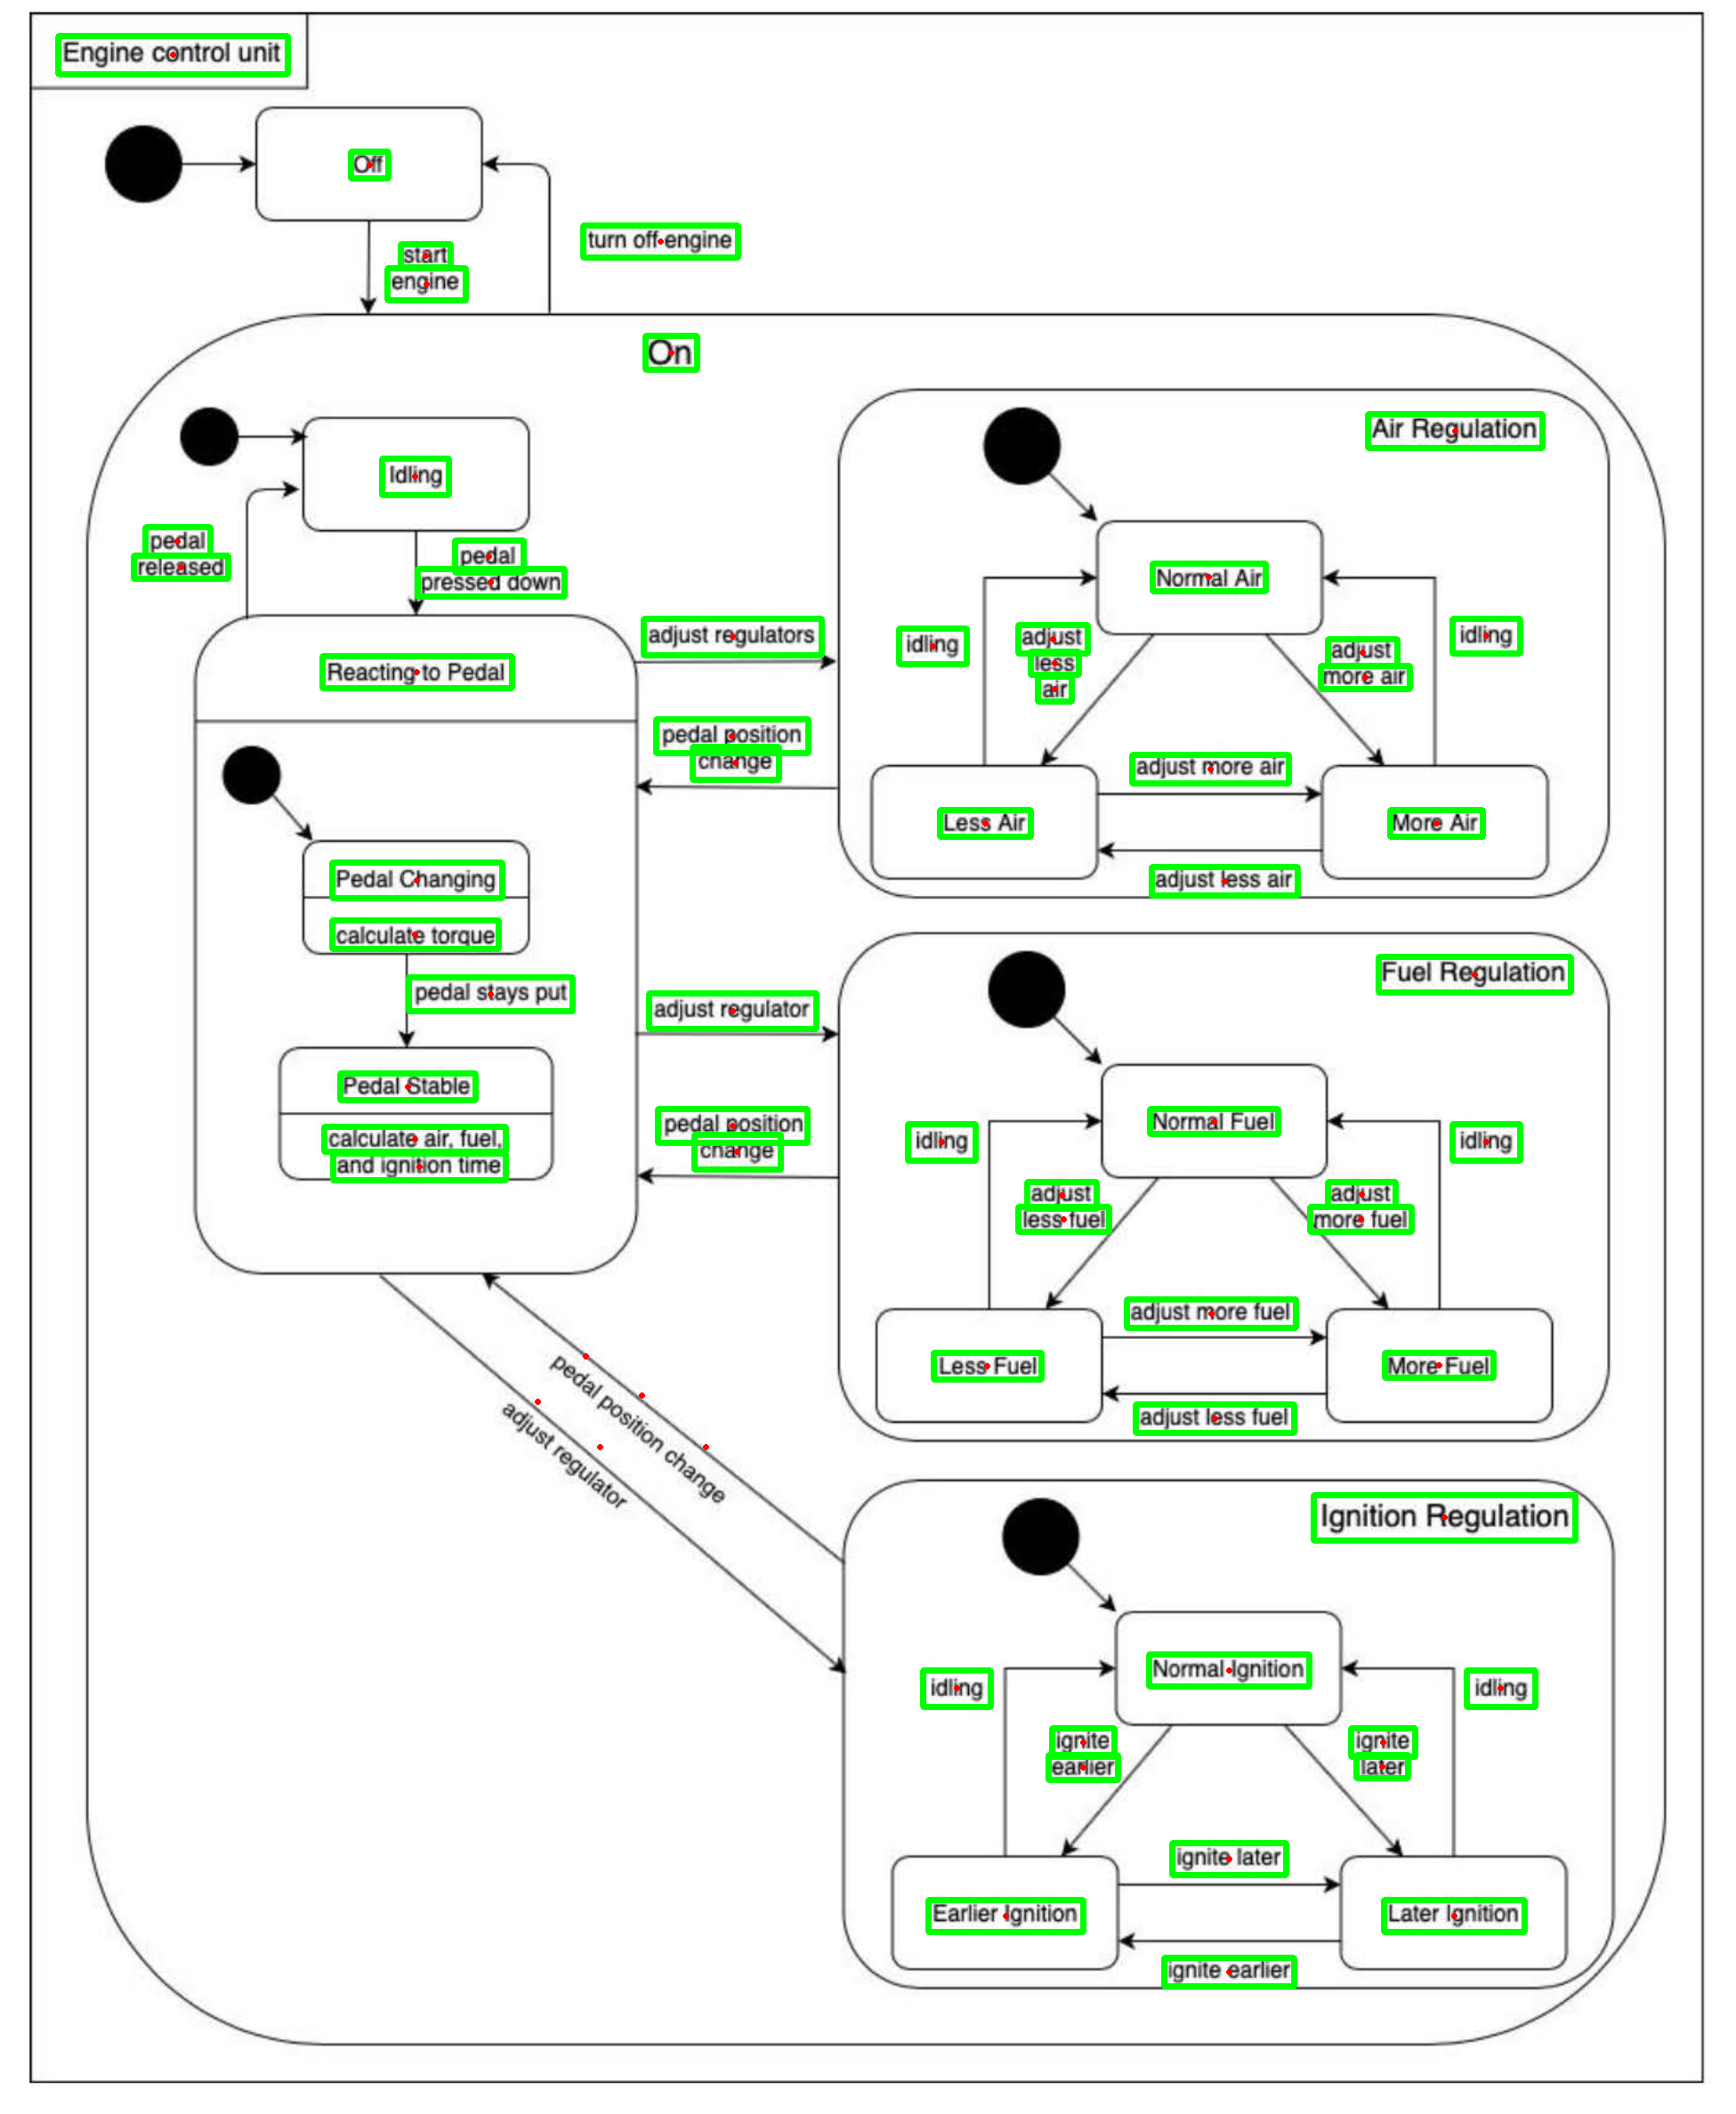 Engine control unit
Off
turn off engine
start
engine
On
Air Regulation
Idling
pedal
released
pedal
pressed down
Normal Air
adjust regulators
idling
adjust
less
air
adjust
more air
idling
Reacting to Pedal
pedal position
change
adjust more air
Less Air
More Air
adjust less air
Pedal Changing
calculate torque
pedal stays put
adjust regulator
Fuel Regulation
Pedal Stable
calculate air, fuel,
and ignition time
pedal position
change
Normal Fuel
idling
adjust
less fuel
adjust
more fuel
idling
adjust more fuel
Less Fuel
More Fuel
adjust less fuel
pedal position change
adjust regulator
Ignition Regulation
Normal Ignition
idling
ignite
earlier
ignite
later
idling
ignite later
Earlier Ignition
Later Ignition
ignite earlier